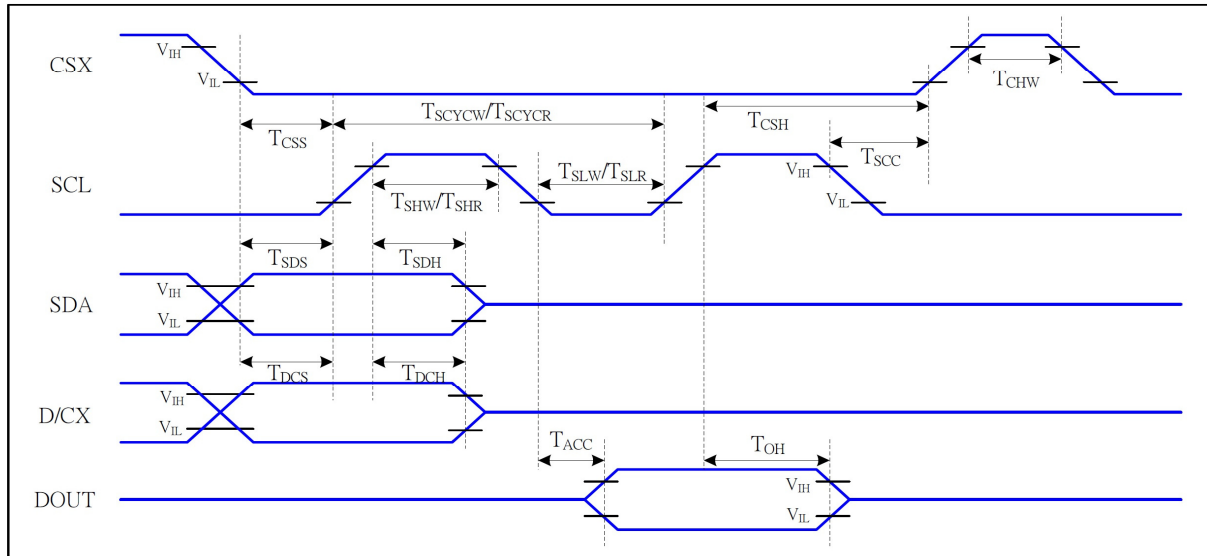 CSX
VIH
VIL
TCHW
TSCYCW/TSCYCR
TCSS
TCSH
TSCC
SCL
TSLW/TSLR
VIH
TSHW/TSHR
VIL
TSDS
TSDH
SDA
VIH
VIL
TDCS
TDCH
D/CX
VIH
VIL
TACC
TOH
DOUT
VIH
VIL